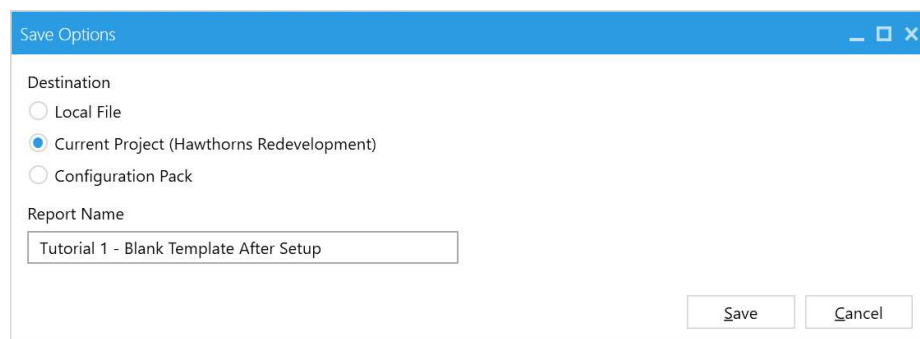 Save Options
Destination
Local File
Current Project (Hawthorns Redevelopment)
Configuration Pack
Report Name
Tutorial 1 - Blank Template After Setup
Save Cancel